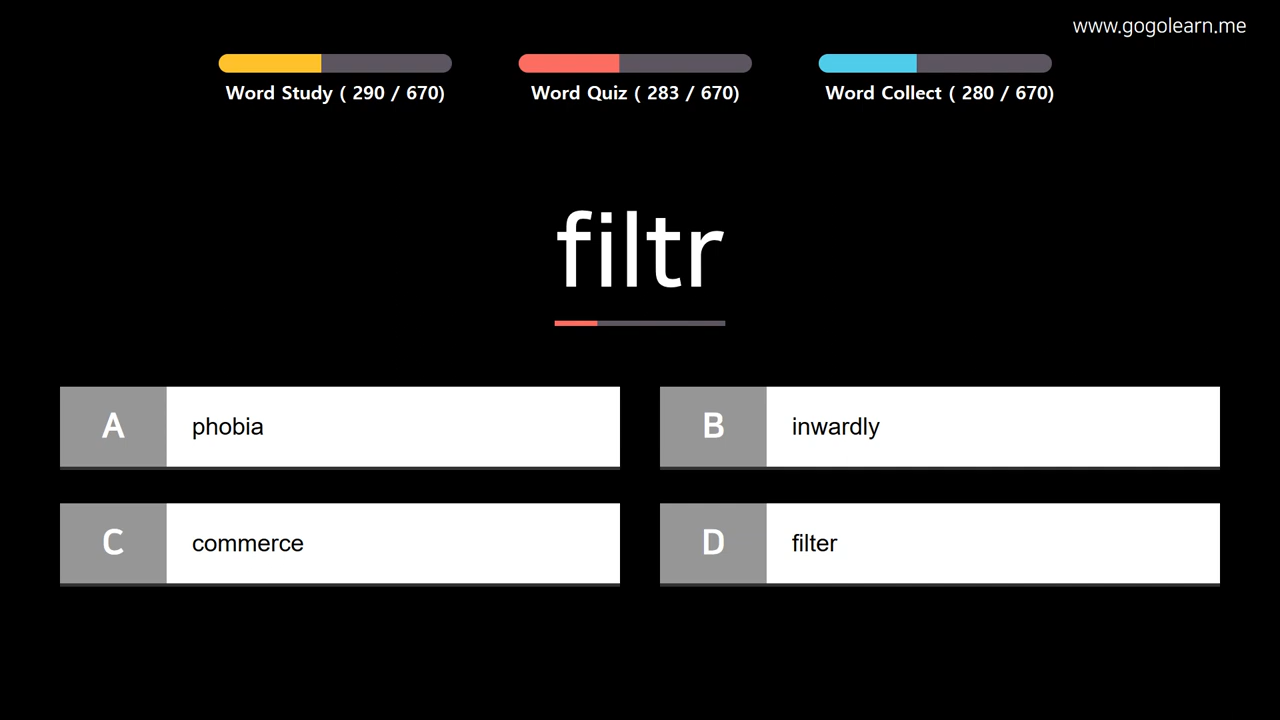 www.gogolearn.me
Word Study ( 290 / 670)
Word Quiz ( 283 / 670)
Word Collect ( 280 / 670)
filtr
A phobia
B inwardly
C commerce
D filter